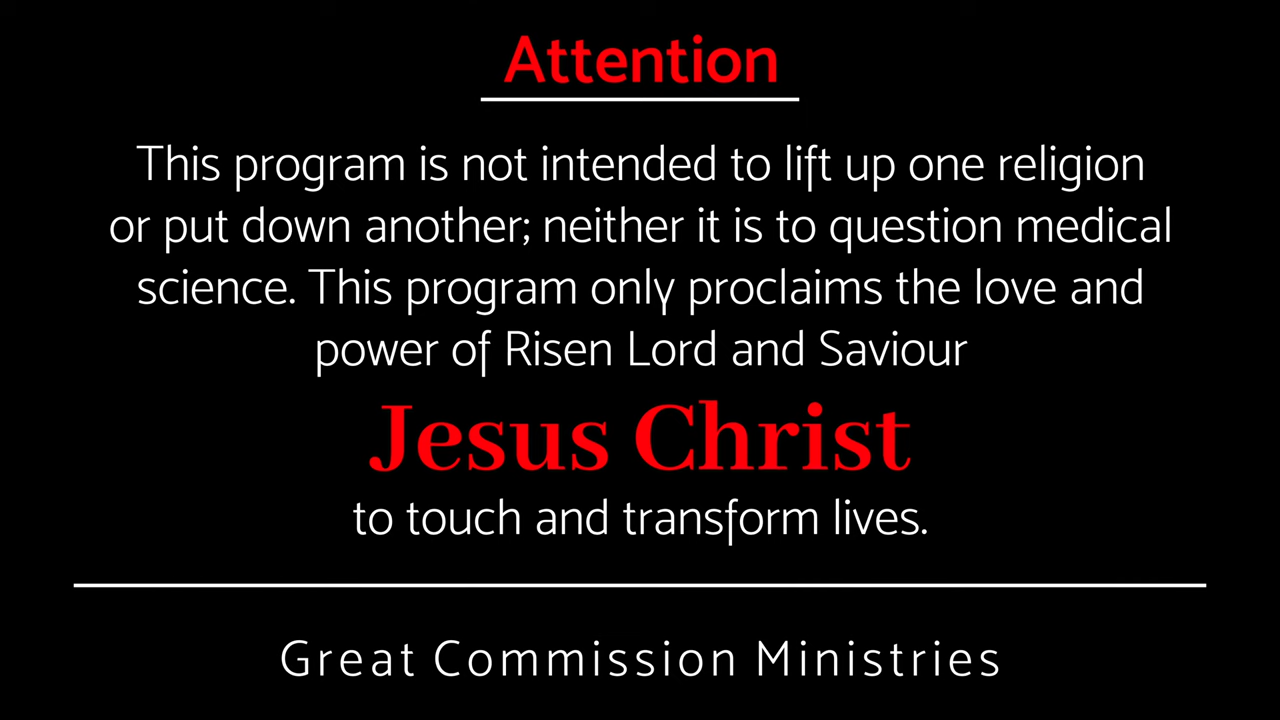 Attention
This program is not intended to lift up one religion
or put down another; neither it is to question medical
science. This program only proclaims the love and
power of Risen Lord and Saviour
Jesus Christ
to touch and transform lives.
Great Commission Ministries